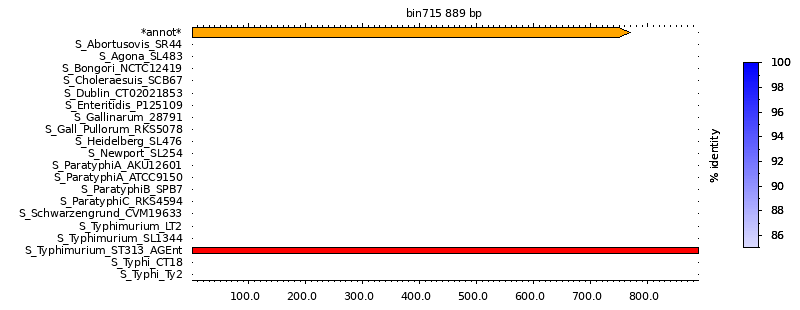 bin715 889 bp
*annot*
S_Abortusovis_SR44
S_Agona_SL483
S_Bongori_NCTC12419
S_Choleraesuis_SCB67
S_Dublin_CT02021853
S_Enteritidis_P125109
S_Gallinarum_28791
S_Gall_Pullorum_RKS5078
S_Heidelberg_SL476
S_Newport_SL254
S_ParatyphiA_AKU12601
S_ParatyphiA_ATCC9150
S_ParatyphiB_SPB7
S_ParatyphiC_RKS4594
S_Schwarzengrund_CVM19633
S_Typhimurium_LT2
S_Typhimurium_SL1344
S_Typhimurium_ST313_AGEnt
S_Typhi_CT18
S_Typhi_Ty2
100.0 200.0 300.0 400.0 500.0 600.0 700.0 800.0
% identity
100
98
96
94
92
90
88
86